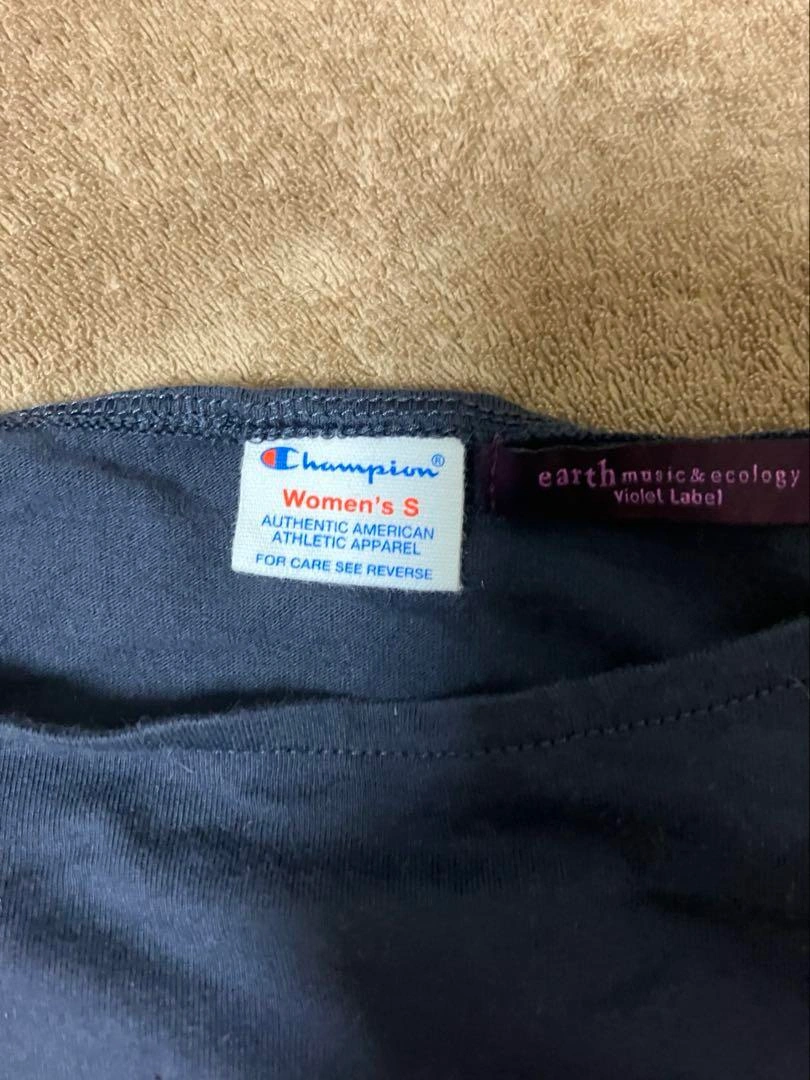 Champion®
Women's S
AUTHENTIC AMERICAN
ATHLETIC APPAREL
FOR CARE SEE REVERSE
earth music & ecology
Violet Label